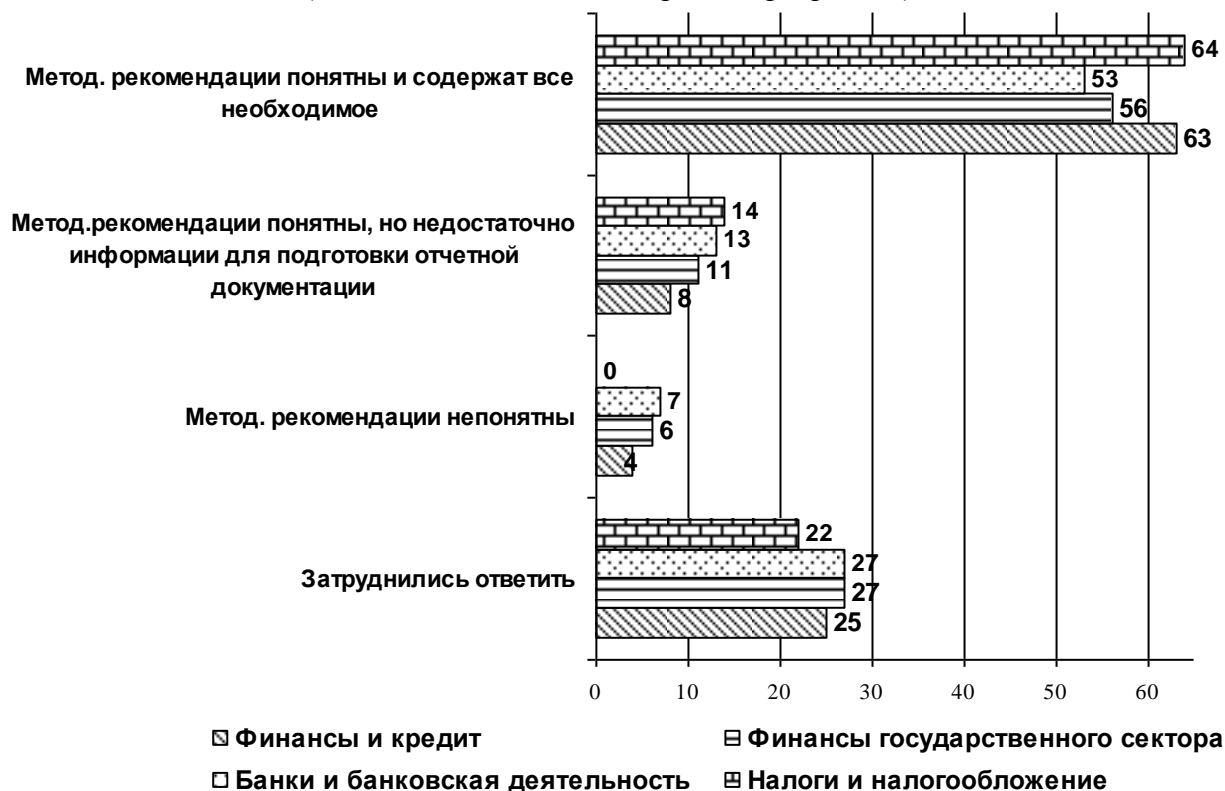 64
Метод. рекомендации понятны и содержат все
необходимое
53
56
63
Метод.рекомендации понятны, но недостаточно
информации для подготовки отчетной
документации
14
13
11
8
0
Метод. рекомендации непонятны
7
6
4
22
Затруднились ответить
27
27
25
0 10 20 30 40 50 60
Финансы и кредит Финансы государственного сектора
Банки и банковская деятельность Налоги и налогообложение